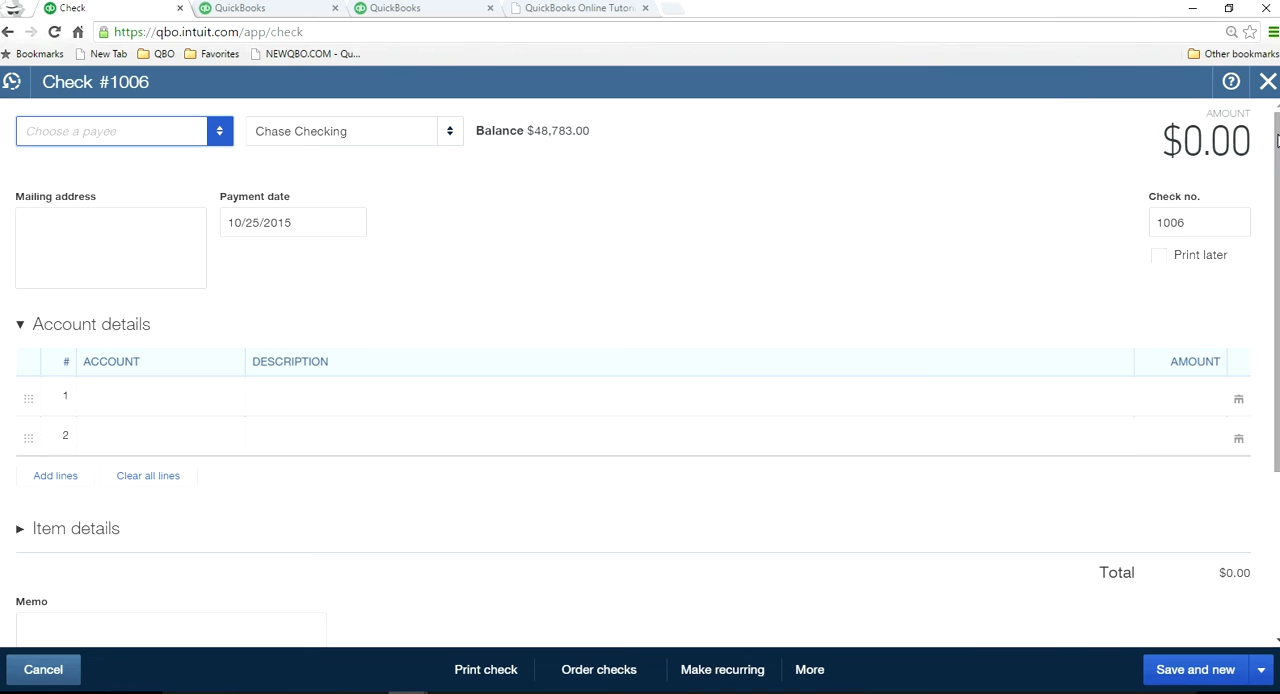 Check
QuickBooks
QuickBooks
QuickBooks Online Tutor
https://qbo.intuit.com/app/check
Bookmarks
New Tab
QBO
Favorites
NEWQBO.COM - Qu...
Other bookmarks
Check #1006
Choose a payee
Chase Checking
Balance $48,783.00
AMOUNT
$0.00
Mailing address
Payment date
Check no.
10/25/2015
1006
Print later
Account details
# ACCOUNT DESCRIPTION AMOUNT
1
2
Add lines
Clear all lines
Item details
Total $0.00
Memo
Cancel
Print check
Order checks
Make recurring
More
Save and new